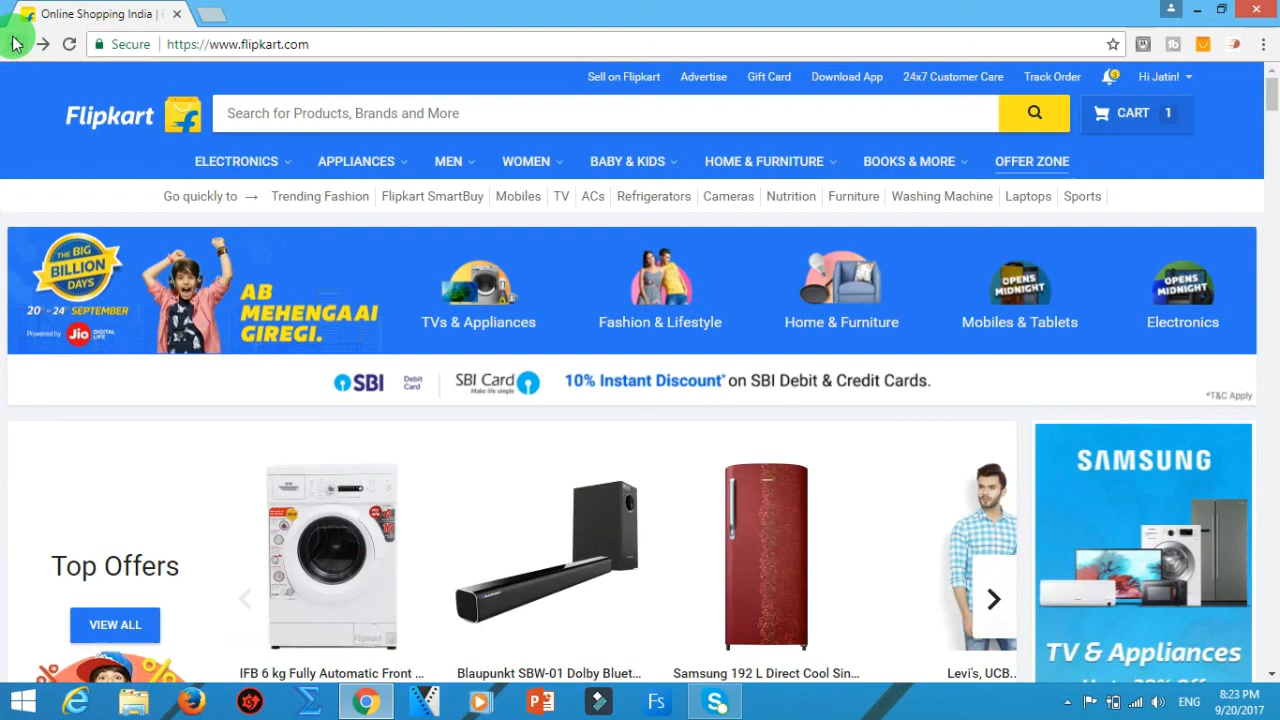 Online Shopping India |
Secure https://www.flipkart.com
Sell on Flipkart Advertise Gift Card Download App 24x7 Customer Care Track Order 3 Hi Jatin!
Flipkart Search for Products, Brands and More CART 1
ELECTRONICS APPLIANCES MEN WOMEN BABY & KIDS HOME & FURNITURE BOOKS & MORE OFFER ZONE
Go quickly to → Trending Fashion Flipkart SmartBuy Mobiles TV ACs Refrigerators Cameras Nutrition Furniture Washing Machine Laptops Sports
THE BIG
BILLION
DAYS
20th - 24th SEPTEMBER
Powered by Jio DIGITAL LIFE
AB
MEHENGAAI
GIREGI.
OPENS MIDNIGHT
OPENS MIDNIGHT
TVs & Appliances Fashion & Lifestyle Home & Furniture Mobiles & Tablets Electronics
SBI Debit Card SBI Card Make life simple 10% Instant Discount* on SBI Debit & Credit Cards.
*T&C Apply
Top Offers
VIEW ALL
Flipkart
IFB 6 kg Fully Automatic Front ... Blaupunkt SBW-01 Dolby Bluet... Samsung 192 L Direct Cool Sin... Levi's, UCB...
SAMSUNG
TV & Appliances
ENG
8:23 PM
9/20/2017